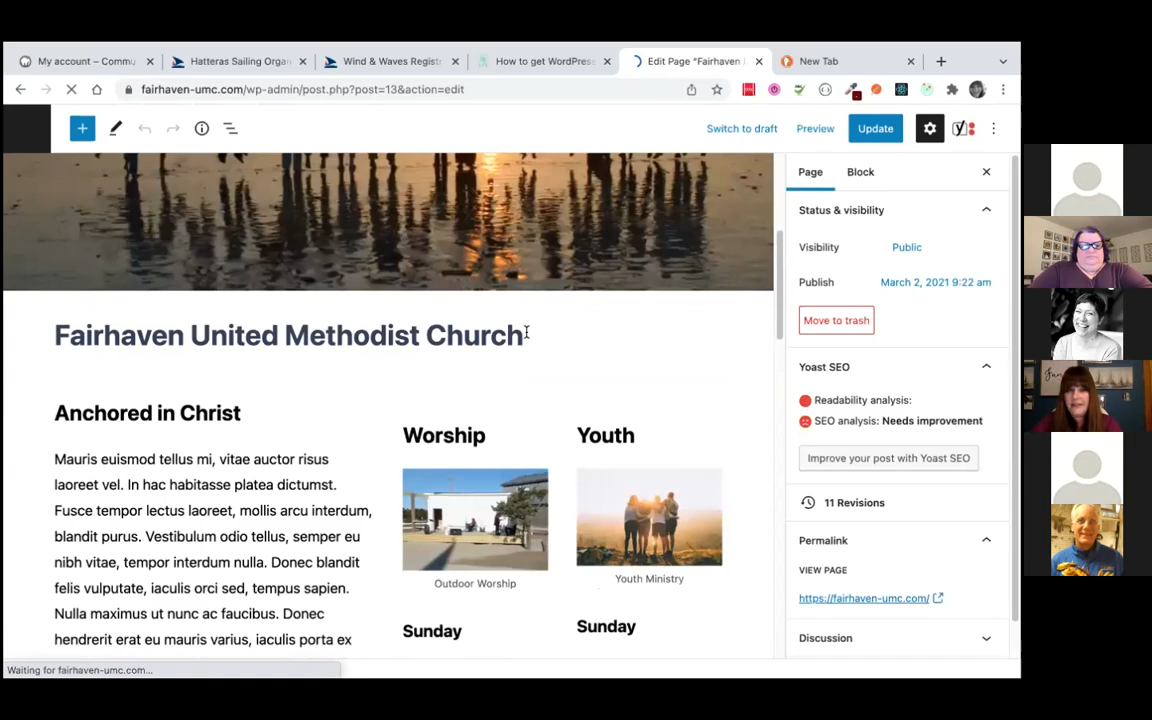 My account – Commu
Hatteras Sailing Organ
Wind & Waves Regist
How to get WordPress
Edit Page "Fairhaven
New Tab
fairhaven-umc.com/wp-admin/post.php?post=13&action=edit
Switch to draft
Preview
Update
Page
Block
Status & visibility
Visibility
Public
Publish
March 2, 2021 9:22 am
Move to trash
Yoast SEO
Readability analysis:
SEO analysis: Needs improvement
Improve your post with Yoast SEO
11 Revisions
Permalink
VIEW PAGE
https://fairhaven-umc.com/
Discussion
Fairhaven United Methodist Church
Anchored in Christ
Mauris euismod tellus mi, vitae auctor risus
laoreet vel. In hac habitasse platea dictumst.
Fusce tempor lectus laoreet, mollis arcu interdum,
blandit purus. Vestibulum odio tellus, semper eu
nibh vitae, tempor interdum nulla. Donec blandit
felis vulputate, iaculis orci sed, tempus sapien.
Nulla maximus ut nunc ac faucibus. Donec
hendrerit erat eu mauris varius, iaculis porta ex
Worship
Outdoor Worship
Sunday
Youth
Youth Ministry
Sunday
Waiting for fairhaven-umc.com...